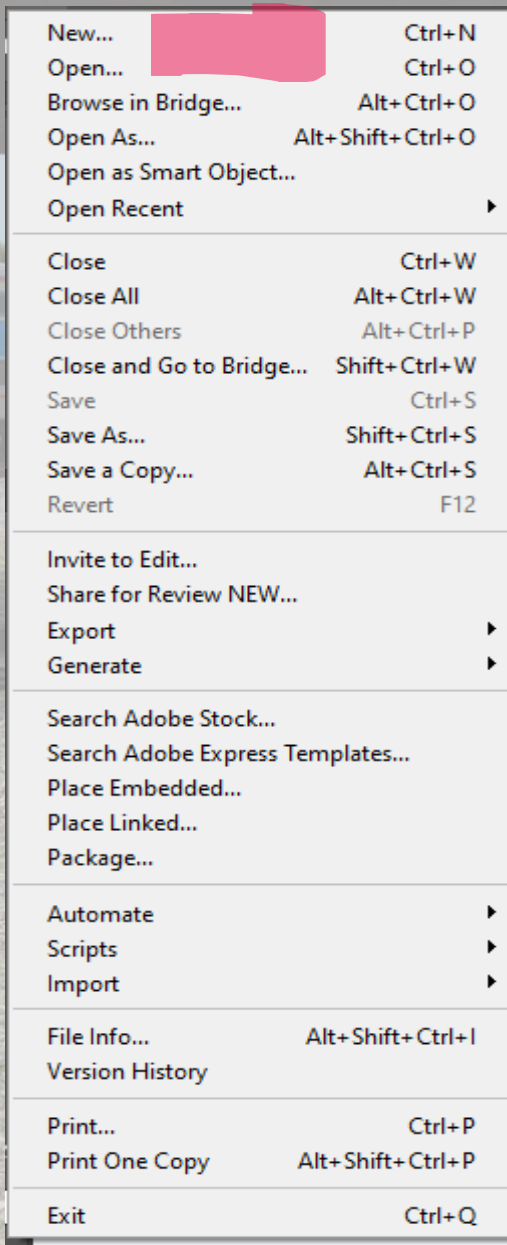 New... Ctrl+N
Open... Ctrl+O
Browse in Bridge... Alt+Ctrl+O
Open As... Alt+Shift+Ctrl+O
Open as Smart Object...
Open Recent
Close Ctrl+W
Close All Alt+Ctrl+W
Close Others Alt+Ctrl+P
Close and Go to Bridge... Shift+Ctrl+W
Save Ctrl+S
Save As... Shift+Ctrl+S
Save a Copy... Alt+Ctrl+S
Revert F12
Invite to Edit...
Share for Review NEW...
Export
Generate
Search Adobe Stock...
Search Adobe Express Templates...
Place Embedded...
Place Linked...
Package...
Automate
Scripts
Import
File Info... Alt+Shift+Ctrl+I
Version History
Print... Ctrl+P
Print One Copy Alt+Shift+Ctrl+P
Exit Ctrl+Q